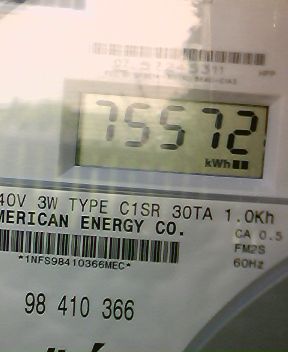 75572
kWh
40V 3W TYPE C1SR 30TA 1.0Kh
MERICAN ENERGY CO.
CA 0.5
FM2S
*1NFS98410366MEC*
60Hz
98 410 366